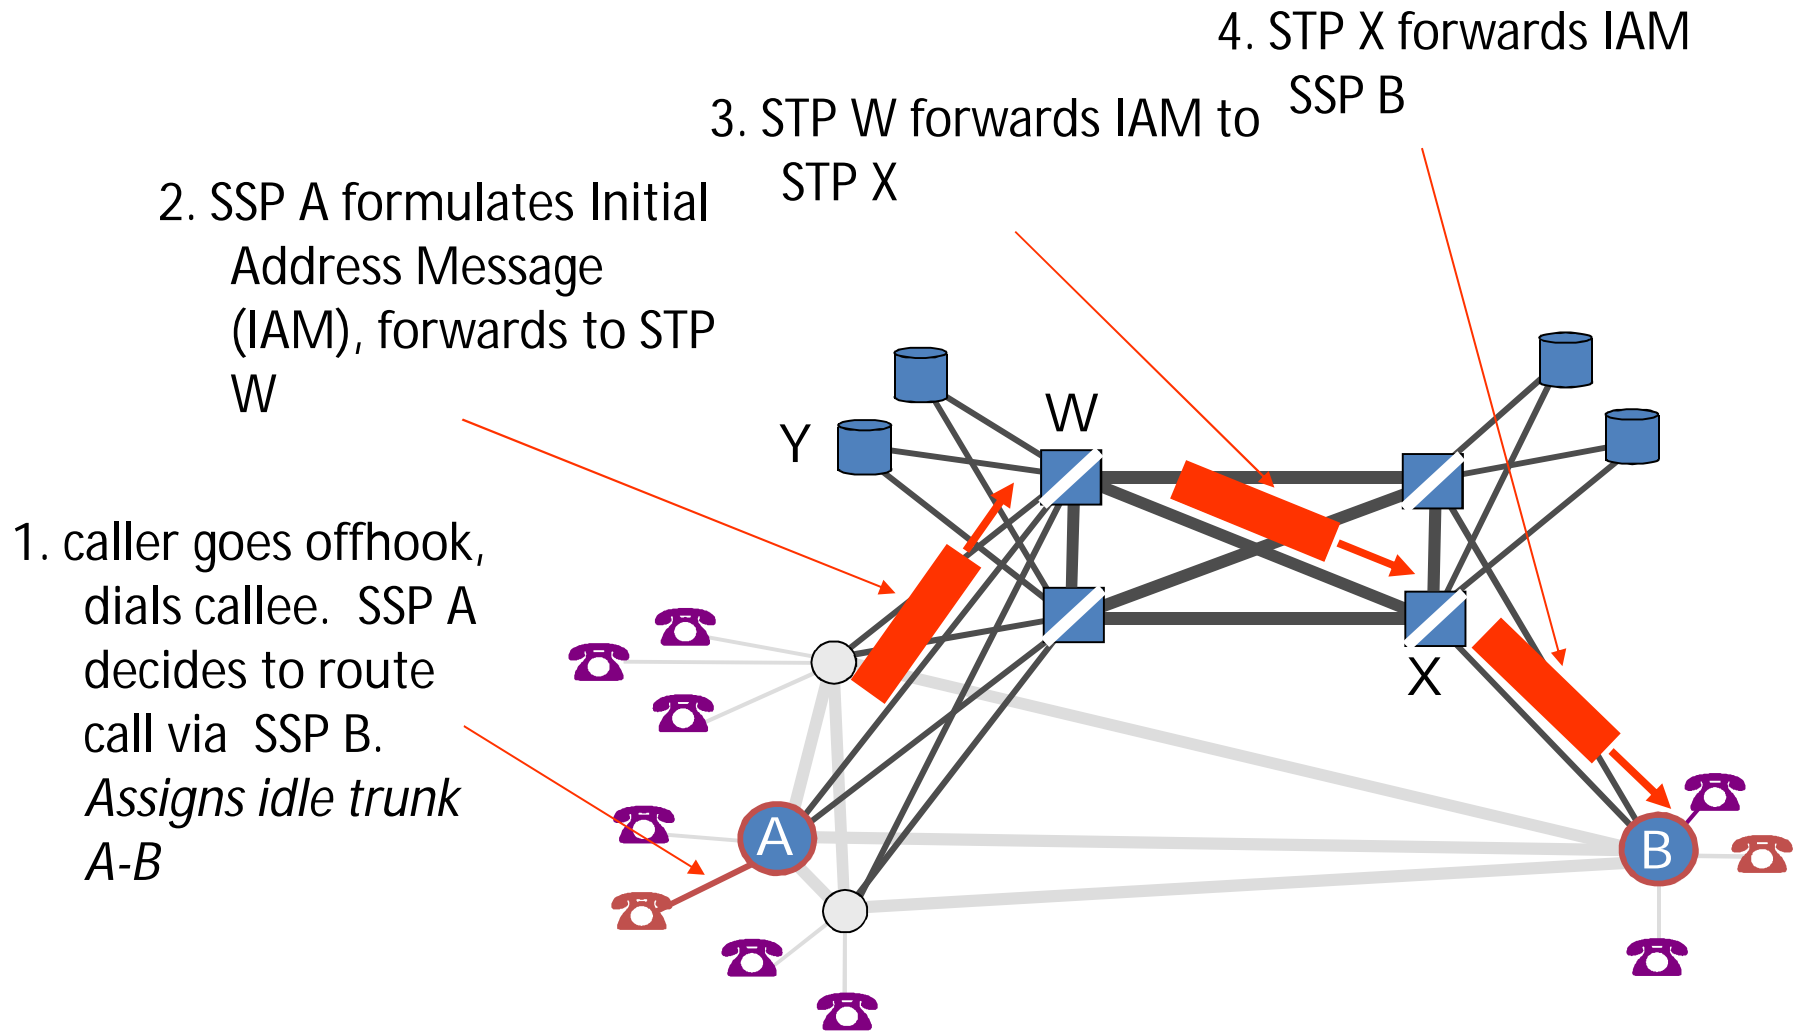 4. STP X forwards IAM
SSP B
3. STP W forwards IAM to
STP X
2. SSP A formulates Initial
Address Message
(IAM), forwards to STP
W
1. caller goes offhook,
dials callee.  SSP A
decides to route
call via  SSP B.
Assigns idle trunk
A-B
W
Y
X
A
B